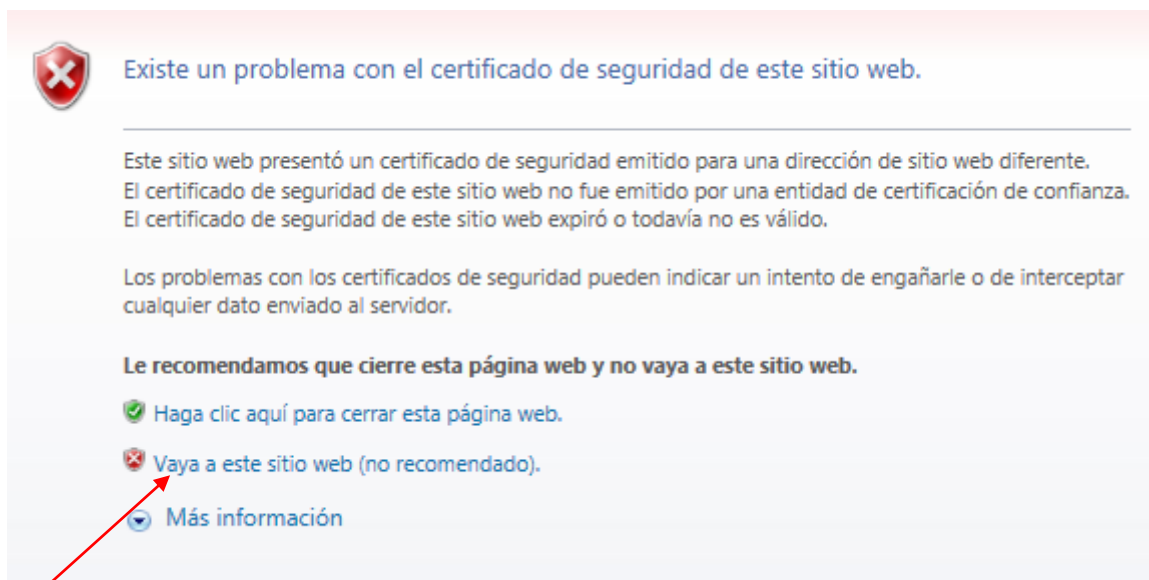 Existe un problema con el certificado de seguridad de este sitio web.
Este sitio web presentó un certificado de seguridad emitido para una dirección de sitio web diferente.
El certificado de seguridad de este sitio web no fue emitido por una entidad de certificación de confianza.
El certificado de seguridad de este sitio web expiró o todavía no es válido.
Los problemas con los certificados de seguridad pueden indicar un intento de engañarle o de interceptar
cualquier dato enviado al servidor.
Le recomendamos que cierre esta página web y no vaya a este sitio web.
Haga clic aquí para cerrar esta página web.
Vaya a este sitio web (no recomendado).
Más información